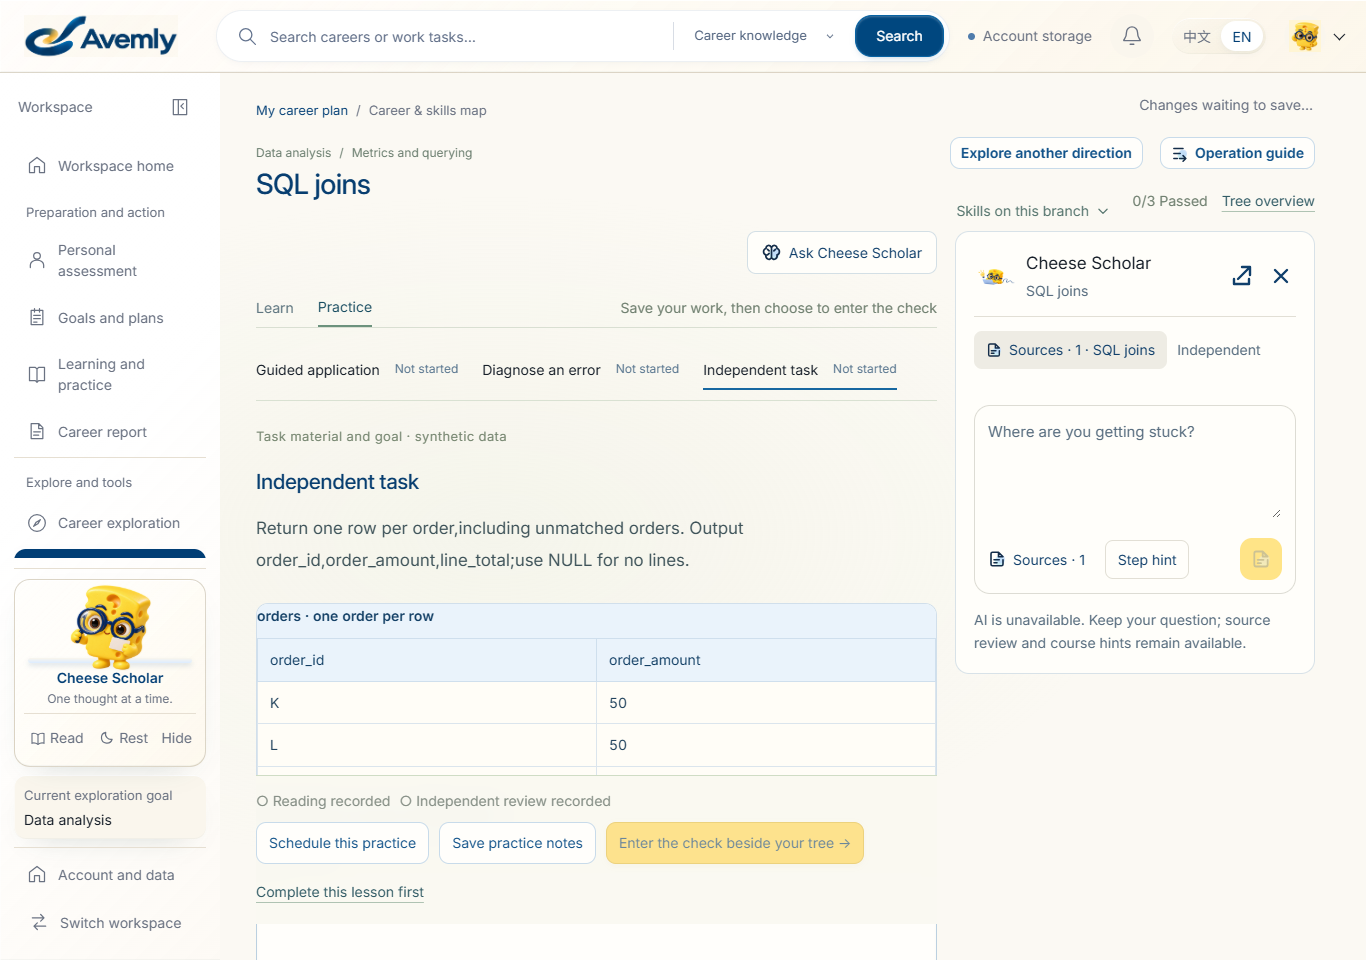 Avemly
Search careers or work tasks...
Career knowledge
Search
Account storage
中文
EN
Workspace
Workspace home
Preparation and action
Personal
assessment
Goals and plans
Learning and
practice
Career report
Explore and tools
Career exploration
Cheese Scholar
One thought at a time.
Read
Rest
Hide
Current exploration goal
Data analysis
Account and data
Switch workspace
My career plan / Career & skills map
Changes waiting to save...
Data analysis / Metrics and querying
SQL joins
Explore another direction
Operation guide
Skills on this branch
0/3 Passed
Tree overview
Ask Cheese Scholar
Learn
Practice
Save your work, then choose to enter the check
Guided application Not started
Diagnose an error Not started
Independent task Not started
Task material and goal · synthetic data
Independent task
Return one row per order,including unmatched orders. Output
order_id,order_amount,line_total;use NULL for no lines.
orders · one order per row
order_id order_amount
K 50
L 50
Reading recorded
Independent review recorded
Schedule this practice
Save practice notes
Enter the check beside your tree →
Complete this lesson first
Cheese Scholar
SQL joins
Sources · 1 · SQL joins
Independent
Where are you getting stuck?
Sources · 1
Step hint
AI is unavailable. Keep your question; source
review and course hints remain available.